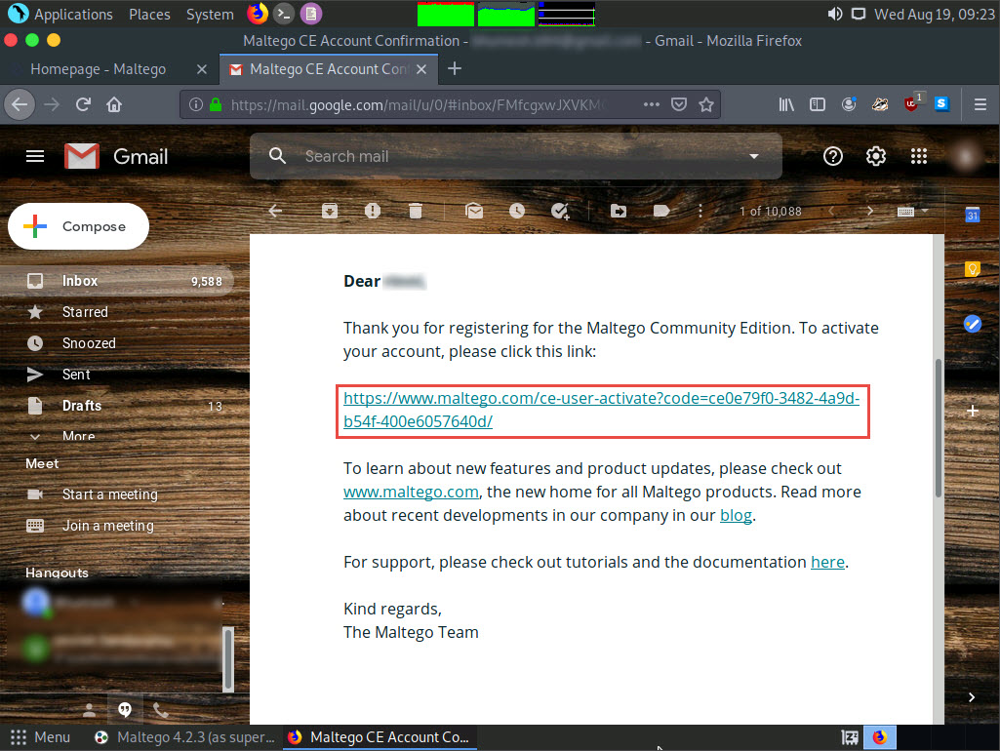 Applications Places System Wed Aug 19, 09:23
Maltego CE Account Confirmation - - Gmail - Mozilla Firefox
Homepage - Maltego Maltego CE Account Conf
https://mail.google.com/mail/u/0/#inbox/FMfcgxwJXVKM 1
Gmail Search mail
Compose 1 of 10,088 31
Inbox 9,588
Starred
Snoozed
Sent
Drafts 13
More
Meet
Start a meeting
Join a meeting
Hangouts
Dear
Thank you for registering for the Maltego Community Edition. To activate
your account, please click this link:
https://www.maltego.com/ce-user-activate?code=ce0e79f0-3482-4a9d-
b54f-400e6057640d/
To learn about new features and product updates, please check out
www.maltego.com, the new home for all Maltego products. Read more
about recent developments in our company in our blog.
For support, please check out tutorials and the documentation here.
Kind regards,
The Maltego Team
Menu Maltego 4.2.3 (as super... Maltego CE Account Co...